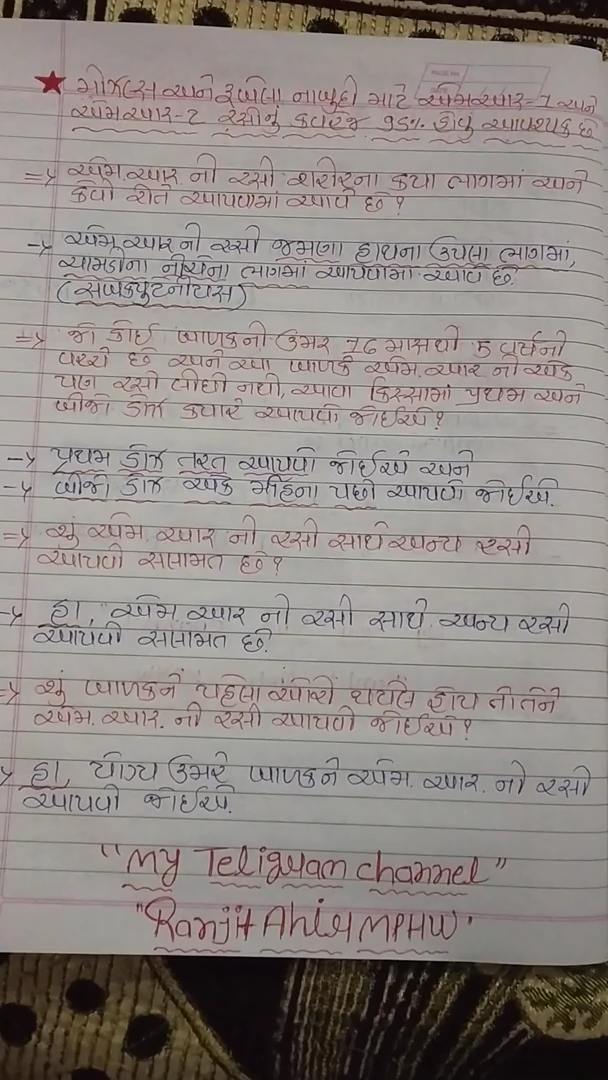 ★ મીઝલ્સ અને રૂબેલા નાબુદી માટે એમઆર-1 અને
એમઆર-2 રસીનું કવરેજ 95% હોવું આવશ્યક છે
=> એમ.આર. ની રસી શરીરના કયા ભાગમાં અને
કેવી રીતે આપવામાં આવે છે ?
-> એમ.આર ની રસી જમણા હાથના ઉપલા ભાગમાં,
ચામડીના નીચેના ભાગમાં આપવામાં આવે છે.
(સબક્યુટેનીયસ)
=> જો કોઈ બાળકની ઉંમર 16 માસથી 5 વર્ષની
વચ્ચે છે અને આ બાળકે એમ.આર ની એક
પણ રસી લીધી નથી, આવા કિસ્સામાં પ્રથમ અને
બીજો ડોઝ કયારે આપવો જોઈએ?
-> પ્રથમ ડોઝ તરત આપવો જોઈએ અને
-> બીજો ડોઝ એક મહિના પછી આપવો જોઈએ.
=> શું એમ.આર ની રસી સાથે અન્ય રસી
આપવી સલામત છે?
-> હા, એમ.આર ની રસી સાથે અન્ય રસી
આપવી સલામત છે.
=> શું બાળકને પહેલા ઓરી થયેલ હોય તો તેને
એમ.આર. ની રસી આપવી જોઈએ?
-> હા, યોગ્ય ઉંમરે બાળકને એમ.આર. ની રસી
આપવી જોઈએ.
"My Teligram channel"
"Ranjit Ahir MPHW"